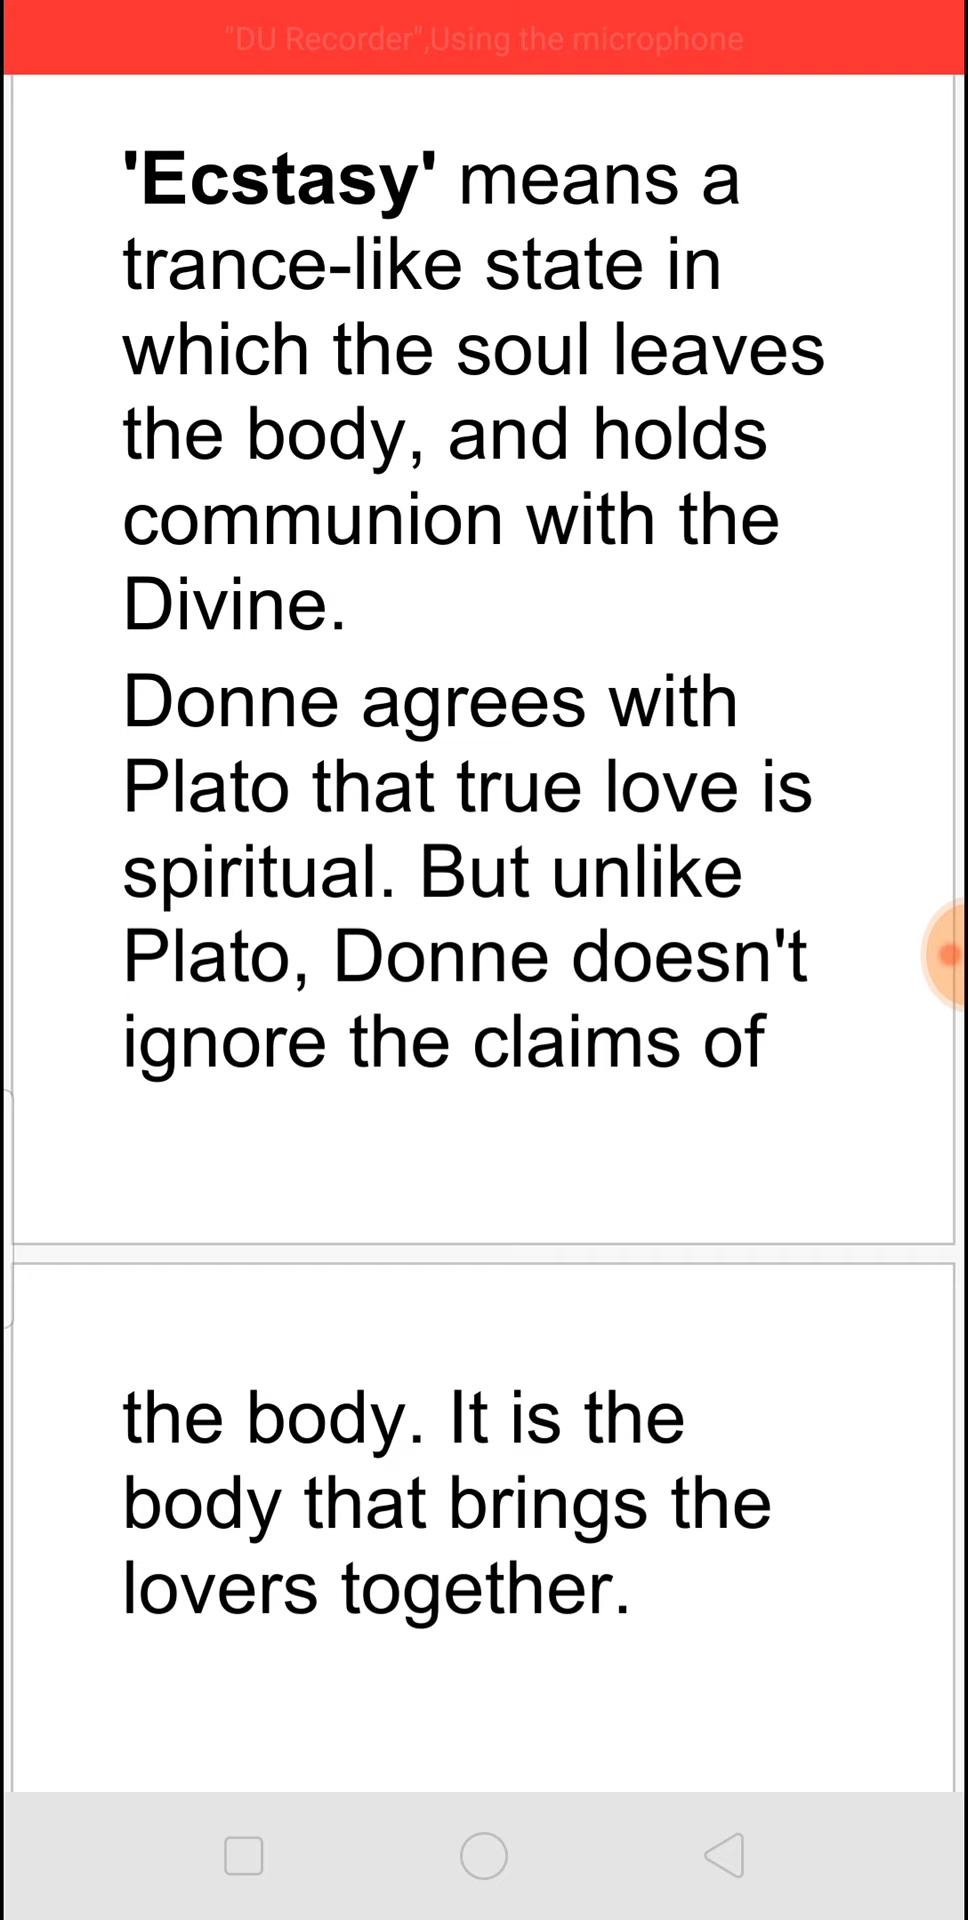 "DU Recorder",Using the microphone
'Ecstasy' means a
trance-like state in
which the soul leaves
the body, and holds
communion with the
Divine.
Donne agrees with
Plato that true love is
spiritual. But unlike
Plato, Donne doesn't
ignore the claims of
the body. It is the
body that brings the
lovers together.